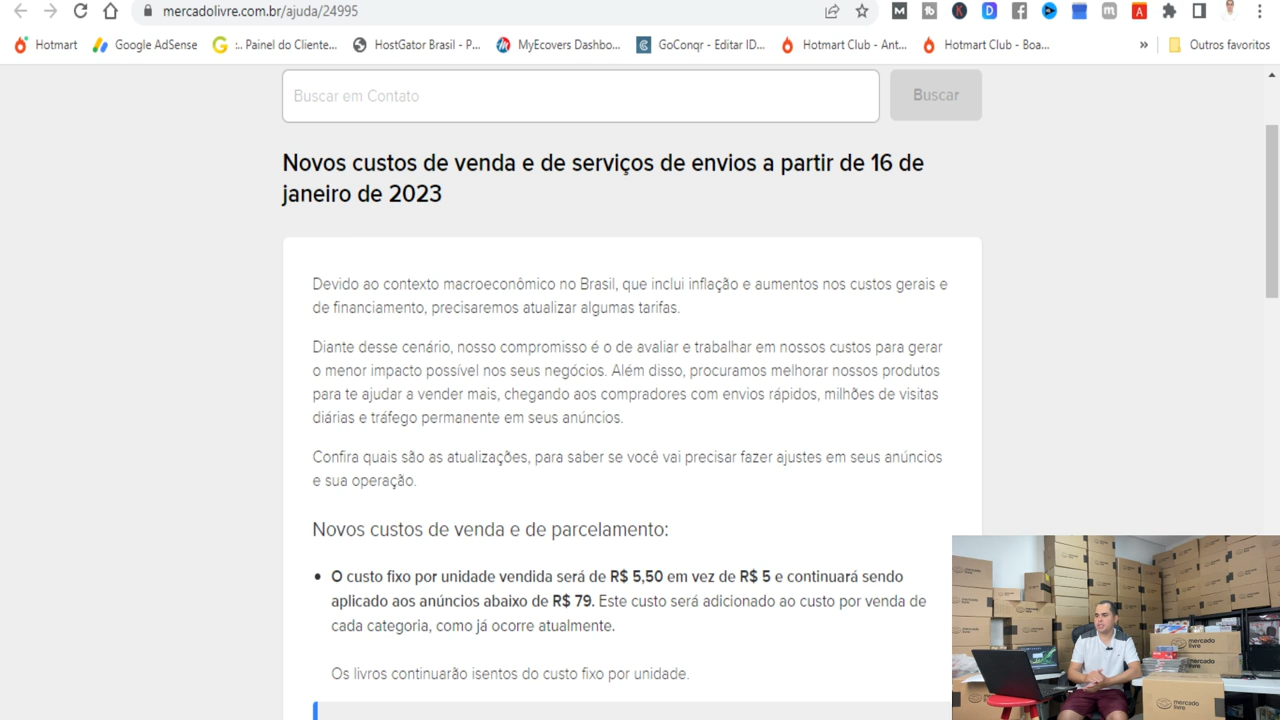 mercadolivre.com.br/ajuda/24995
Hotmart
Google AdSense
:.. Painel do Cliente...
HostGator Brasil - P...
MyEcovers Dashbo...
GoConqr - Editar ID...
Hotmart Club - Ant...
Hotmart Club - Boa...
»
Outros favoritos
Buscar em Contato
Buscar
Novos custos de venda e de serviços de envios a partir de 16 de
janeiro de 2023
Devido ao contexto macroeconômico no Brasil, que inclui inflação e aumentos nos custos gerais e
de financiamento, precisaremos atualizar algumas tarifas.
Diante desse cenário, nosso compromisso é o de avaliar e trabalhar em nossos custos para gerar
o menor impacto possível nos seus negócios. Além disso, procuramos melhorar nossos produtos
para te ajudar a vender mais, chegando aos compradores com envios rápidos, milhões de visitas
diárias e tráfego permanente em seus anúncios.
Confira quais são as atualizações, para saber se você vai precisar fazer ajustes em seus anúncios
e sua operação.
Novos custos de venda e de parcelamento:
• O custo fixo por unidade vendida será de R$ 5,50 em vez de R$ 5 e continuará sendo
aplicado aos anúncios abaixo de R$ 79. Este custo será adicionado ao custo por venda de
cada categoria, como já ocorre atualmente.
Os livros continuarão isentos do custo fixo por unidade.
mercado
livre
mercado
livre
mercado
livre